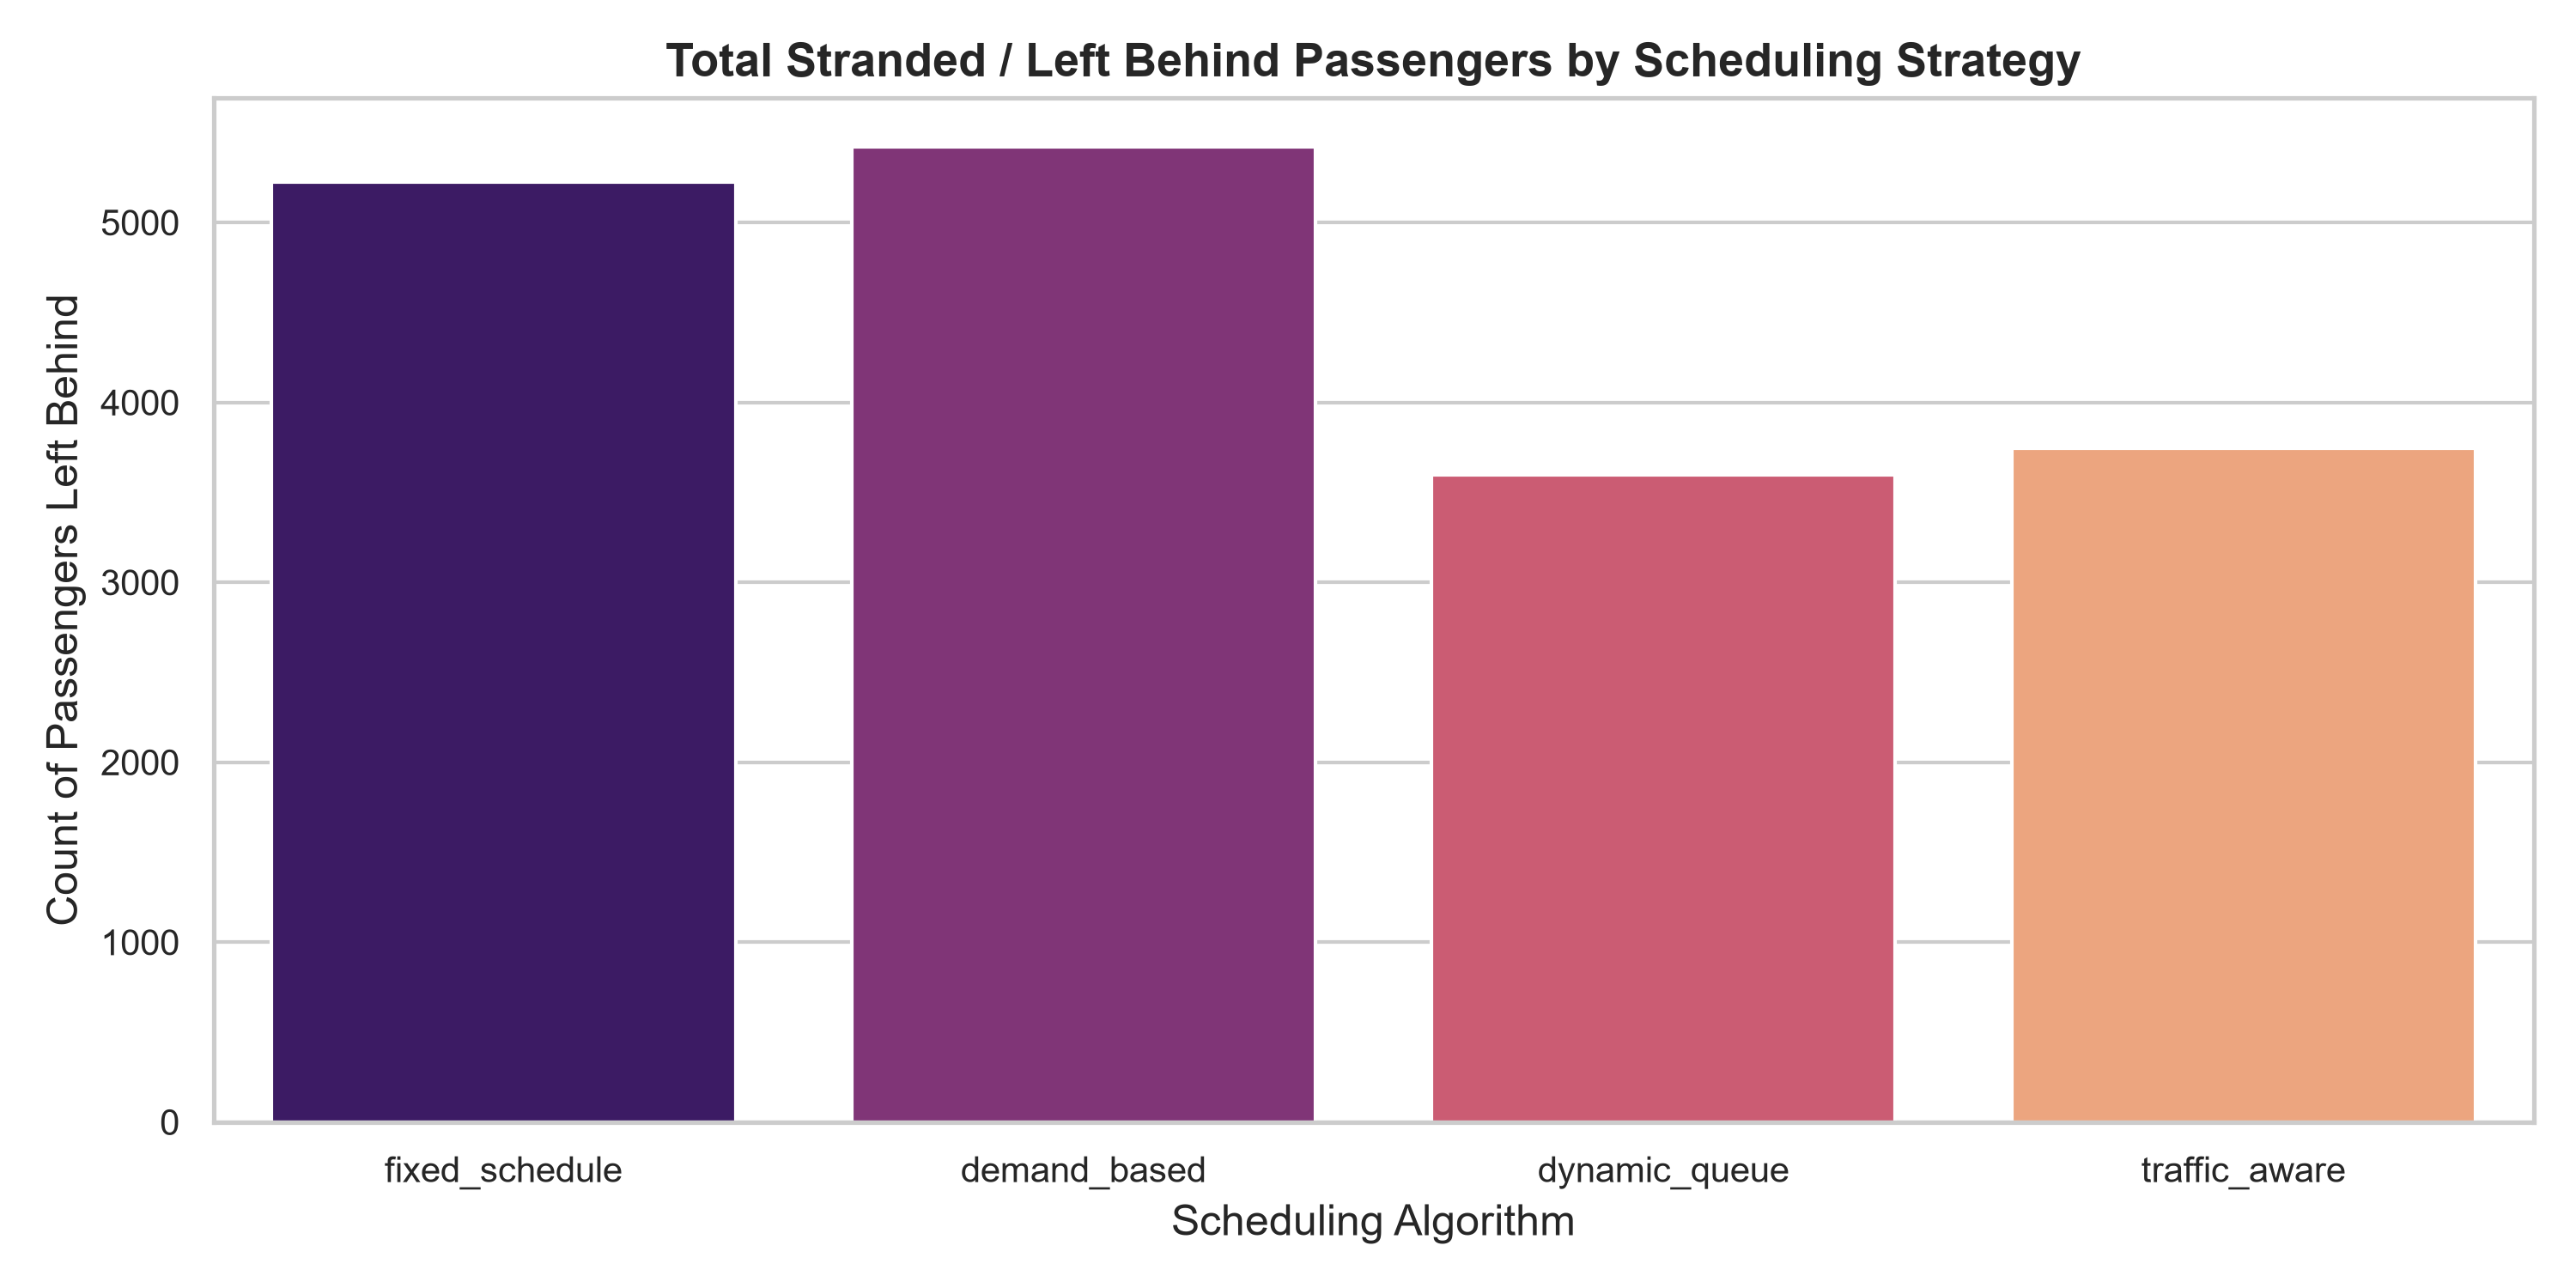 Total Stranded / Left Behind Passengers by Scheduling Strategy
Count of Passengers Left Behind
5000
4000
3000
2000
1000
0
fixed_schedule
demand_based
dynamic_queue
traffic_aware
Scheduling Algorithm